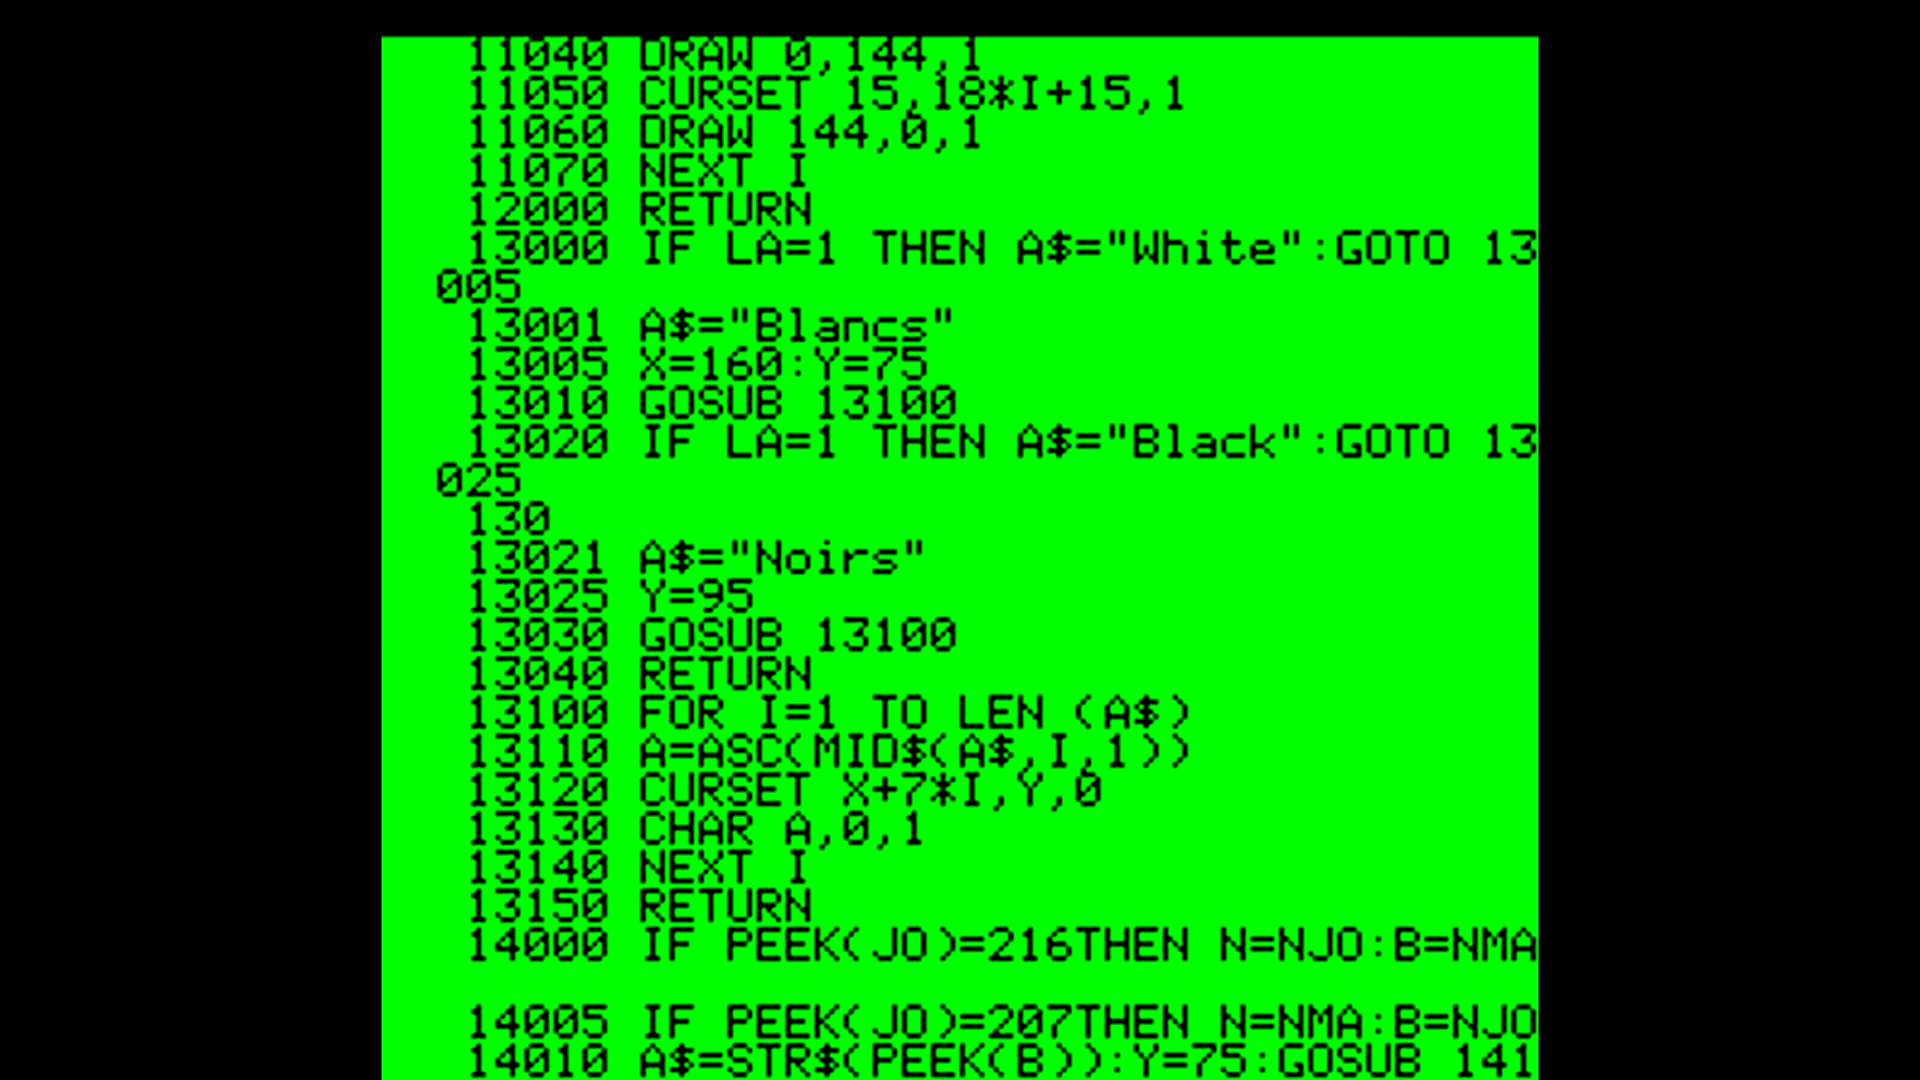 11040 DRAW 0,144,1
11050 CURSET 15,18*I+15,1
11060 DRAW 144,0,1
11070 NEXT I
12000 RETURN
13000 IF LA=1 THEN A$="White":GOTO 13
005
13001 A$="Blancs"
13005 X=160:Y=75
13010 GOSUB 13100
13020 IF LA=1 THEN A$="Black":GOTO 13
025
130
13021 A$="Noirs"
13025 Y=95
13030 GOSUB 13100
13040 RETURN
13100 FOR I=1 TO LEN (A$)
13110 A=ASC(MID$(A$,I,1))
13120 CURSET X+7*I,Y,0
13130 CHAR A,0,1
13140 NEXT I
13150 RETURN
14000 IF PEEK(JO)=216THEN N=NJO:B=NMA
14005 IF PEEK(JO)=207THEN N=NMA:B=NJO
14010 A$=STR$(PEEK(B)):Y=75:GOSUB 141